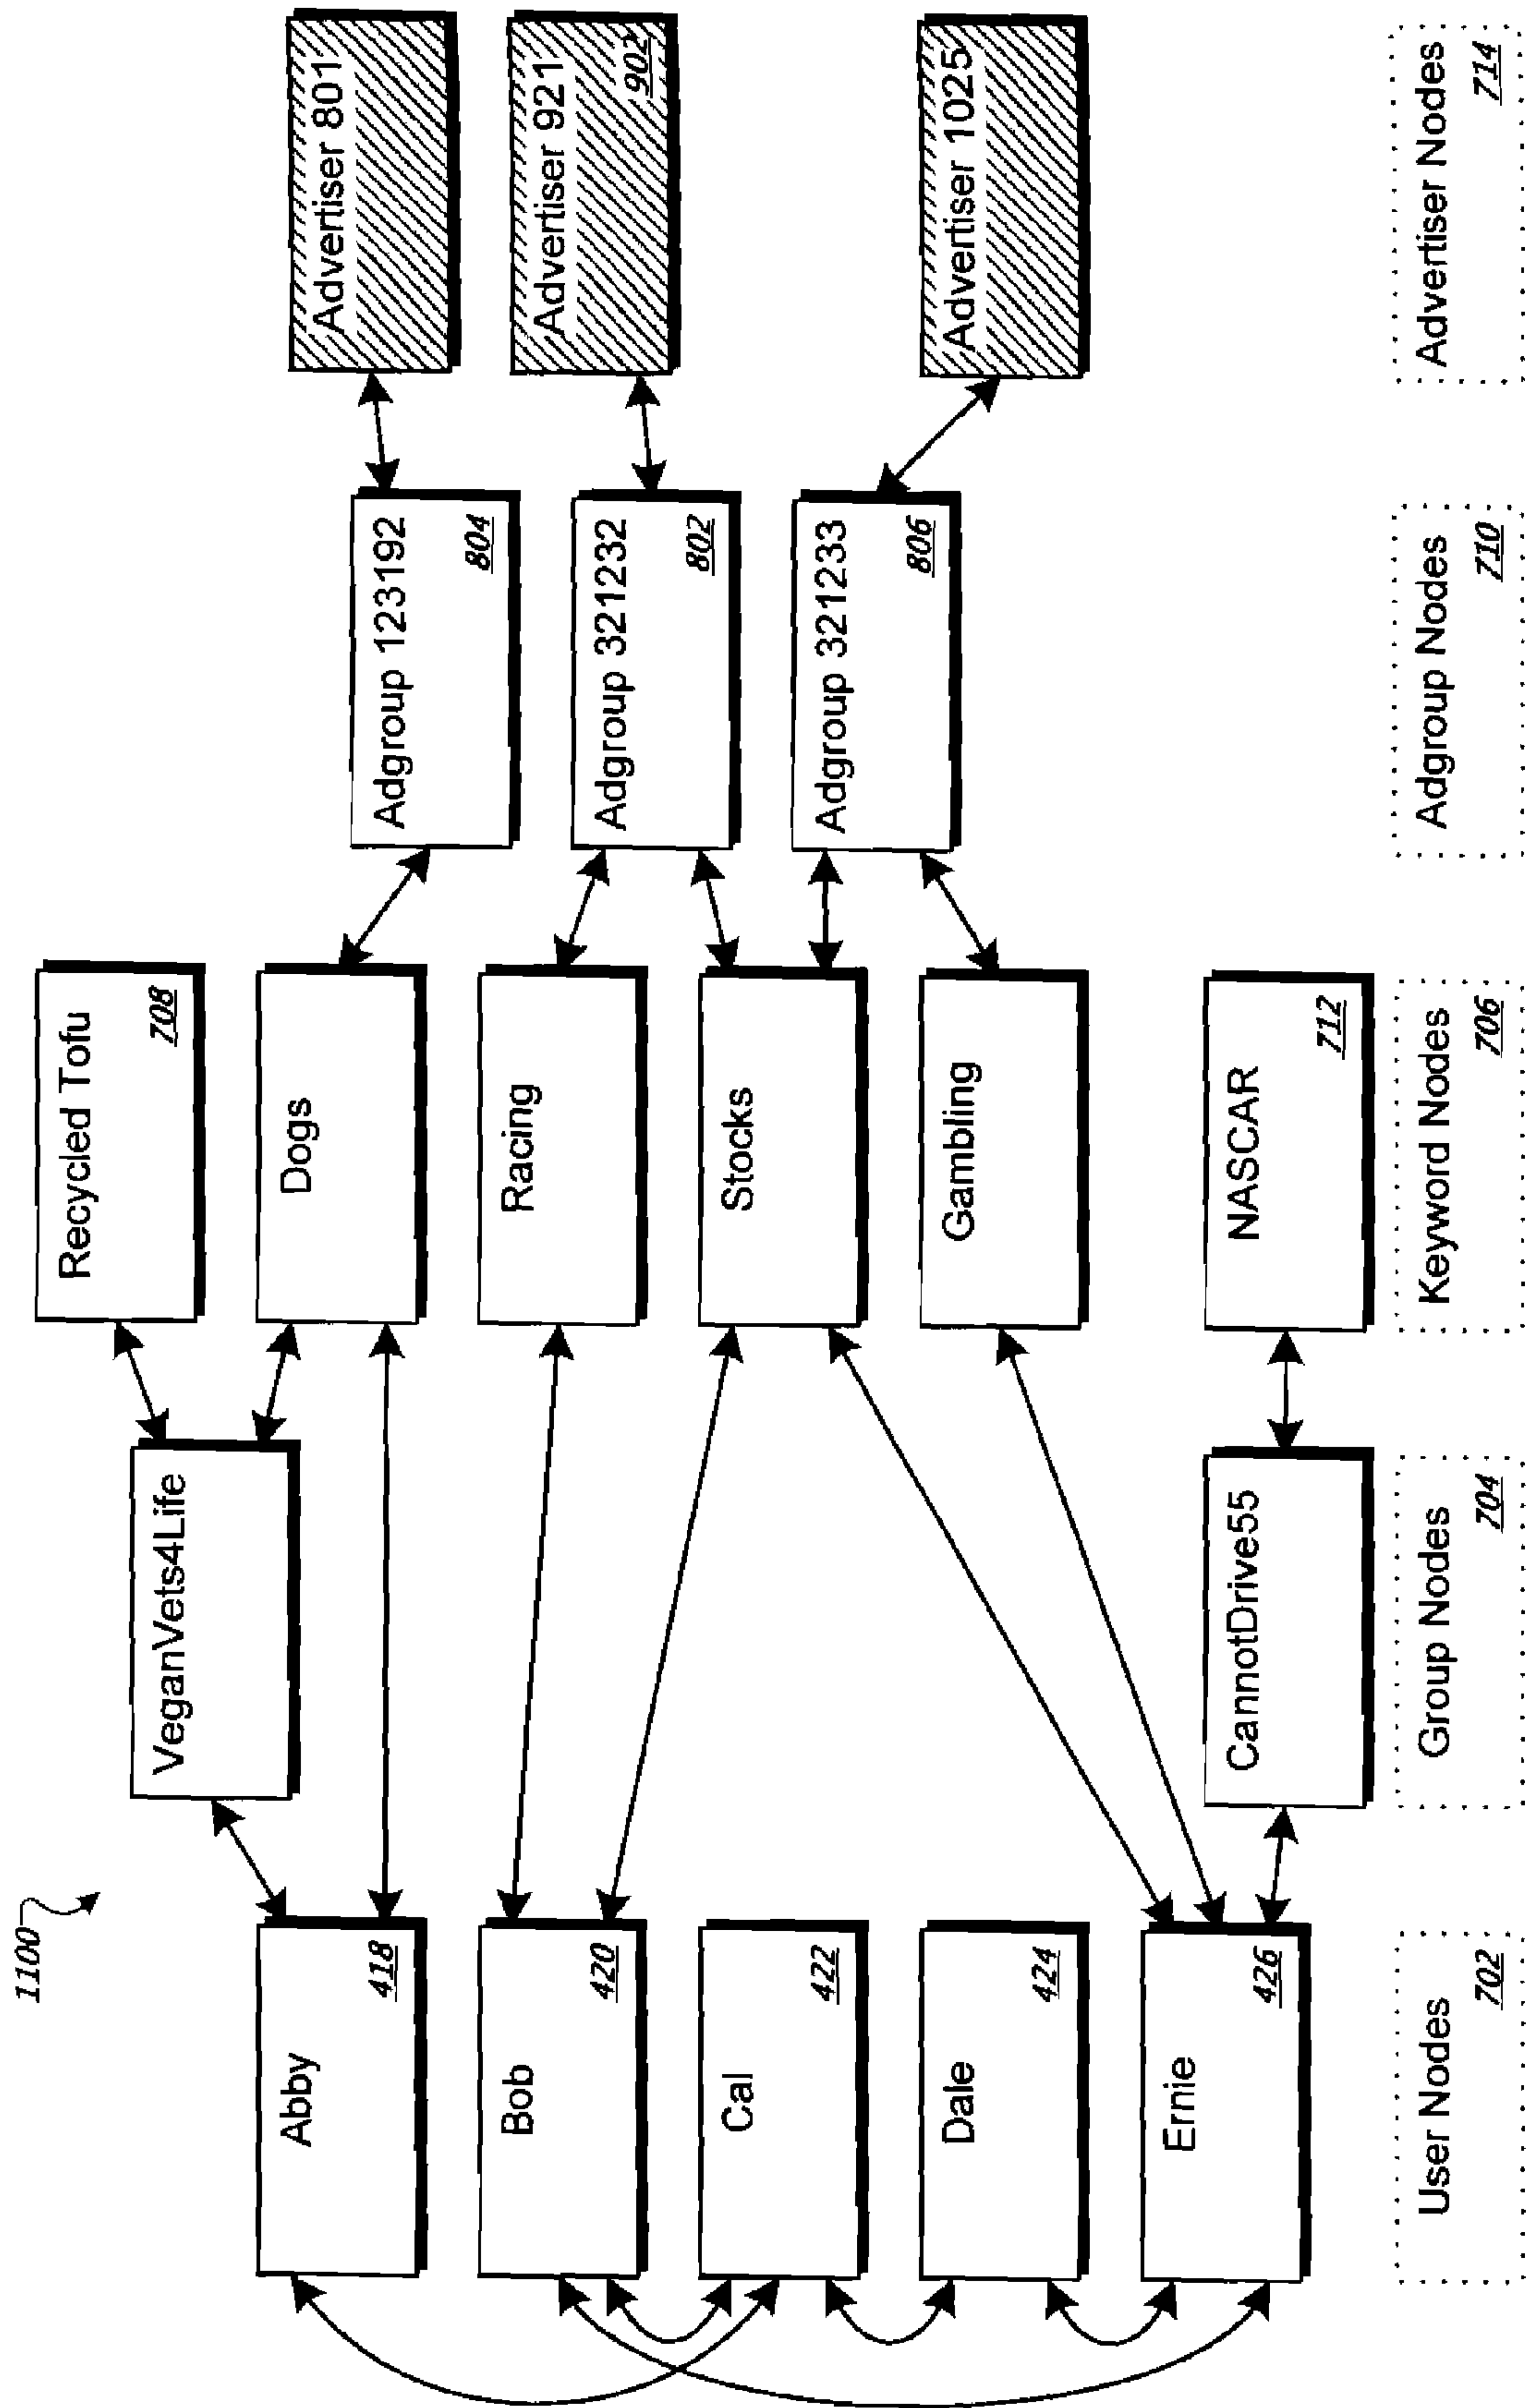 1100
Abby
418
Bob
420
Cal
422
Dale
424
Ernie
426
User Nodes
702
VeganVets4Life
CannotDrive55
Group Nodes
704
Recycled Tofu
708
Dogs
Racing
Stocks
Gambling
NASCAR
712
Keyword Nodes
706
Adgroup 123192
804
Adgroup 321232
802
Adgroup 321233
806
Adgroup Nodes
710
Advertiser 801
Advertiser 921
902
Advertiser 1025
Advertiser Nodes
714